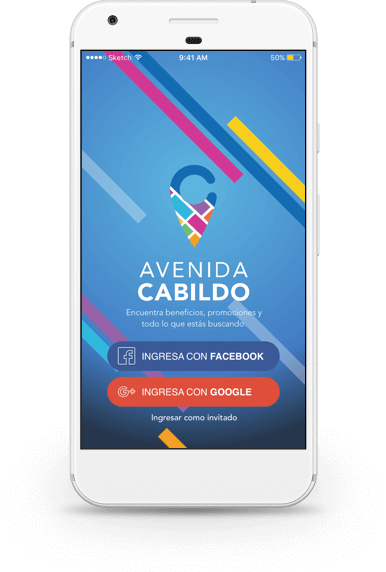 Sketch 9:41 AM 50%
AVENIDA
CABILDO
Encuentra beneficios, promociones y
todo lo que estás buscando.
INGRESA CON FACEBOOK
G+ INGRESA CON GOOGLE
Ingresar como invitado